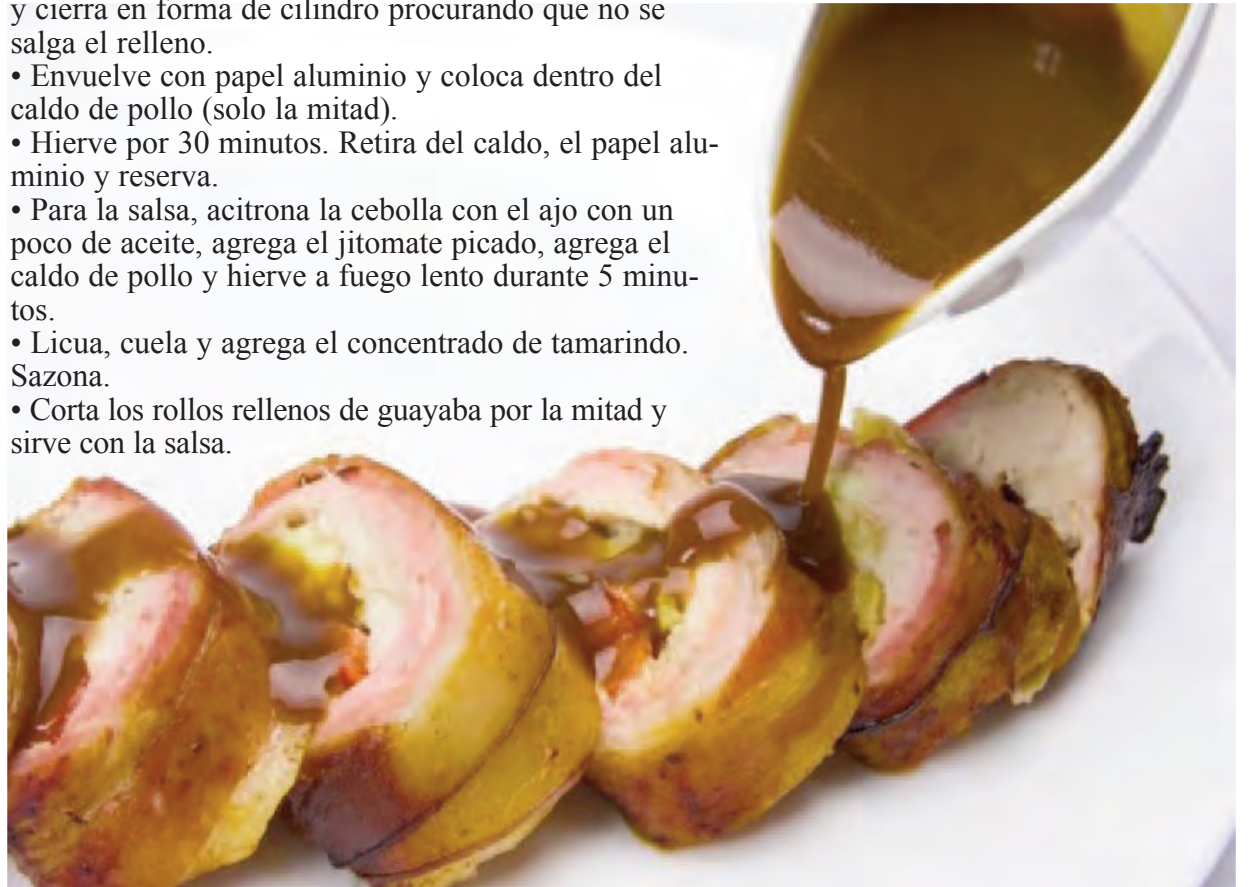 y cierra en forma de cilindro procurando que no se
salga el relleno.
• Envuelve con papel aluminio y coloca dentro del
caldo de pollo (solo la mitad).
• Hierve por 30 minutos. Retira del caldo, el papel alu-
minio y reserva.
• Para la salsa, acitrona la cebolla con el ajo con un
poco de aceite, agrega el jitomate picado, agrega el
caldo de pollo y hierve a fuego lento durante 5 minu-
tos.
• Licua, cuela y agrega el concentrado de tamarindo.
Sazona.
• Corta los rollos rellenos de guayaba por la mitad y
sirve con la salsa.